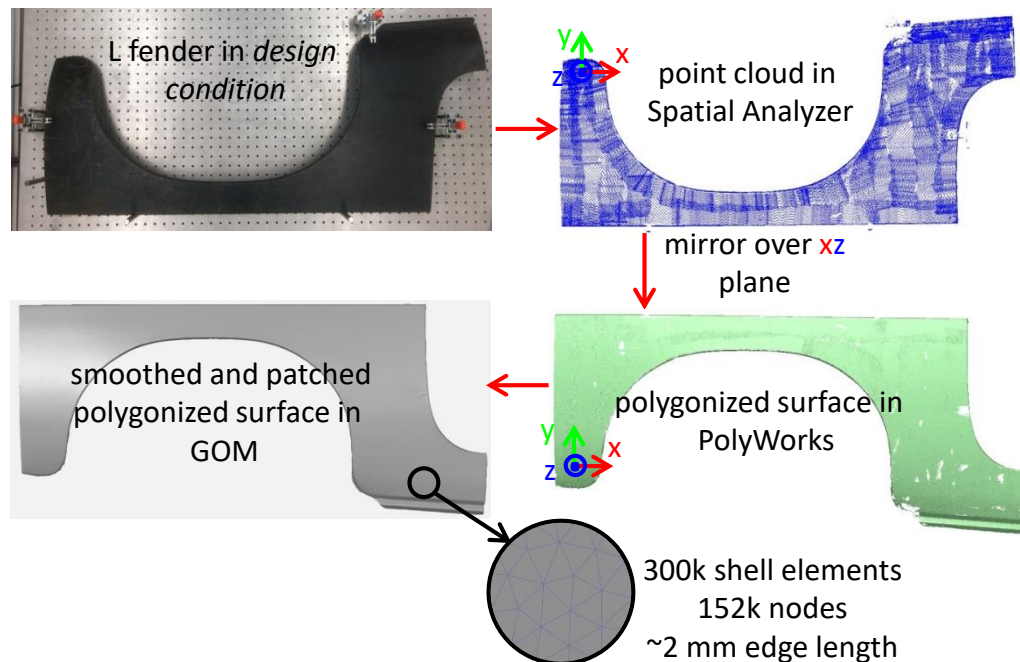 L fender in design
condition
y
x
z
point cloud in
Spatial Analyzer
mirror over xz
plane
smoothed and patched
polygonized surface in
GOM
polygonized surface in
PolyWorks
y
x
z
300k shell elements
152k nodes
~2 mm edge length